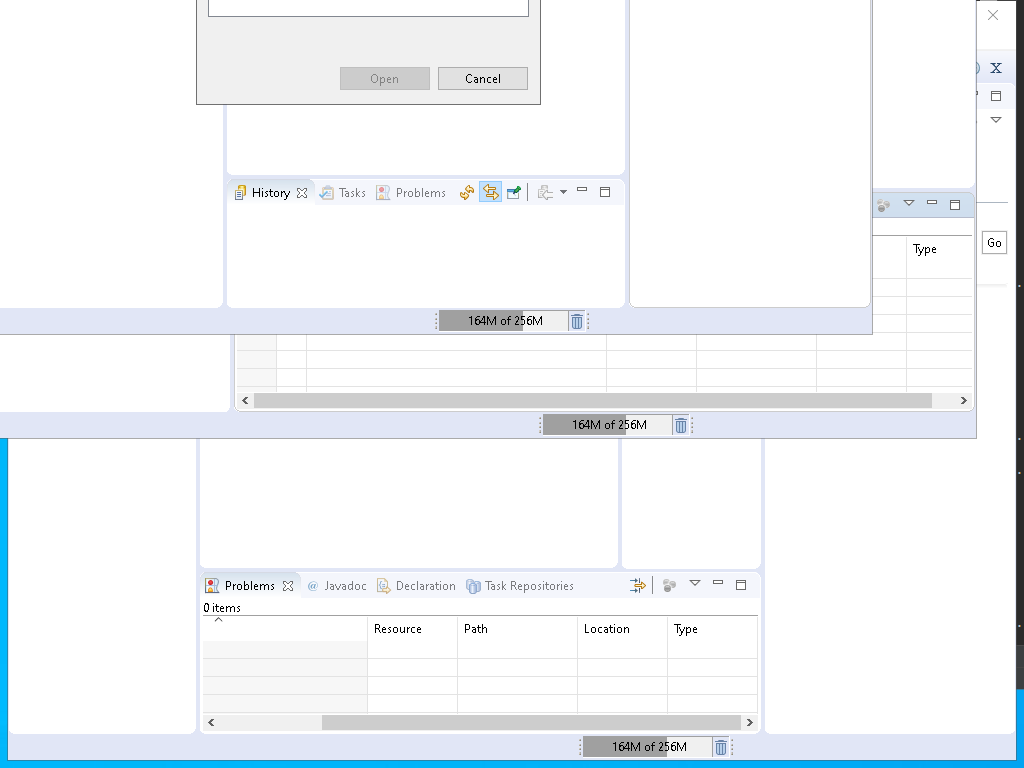 Open Cancel
X
History Tasks Problems
Go
Type
164M of 256M
164M of 256M
Problems @ Javadoc Declaration Task Repositories
0 items
Resource Path Location Type
164M of 256M